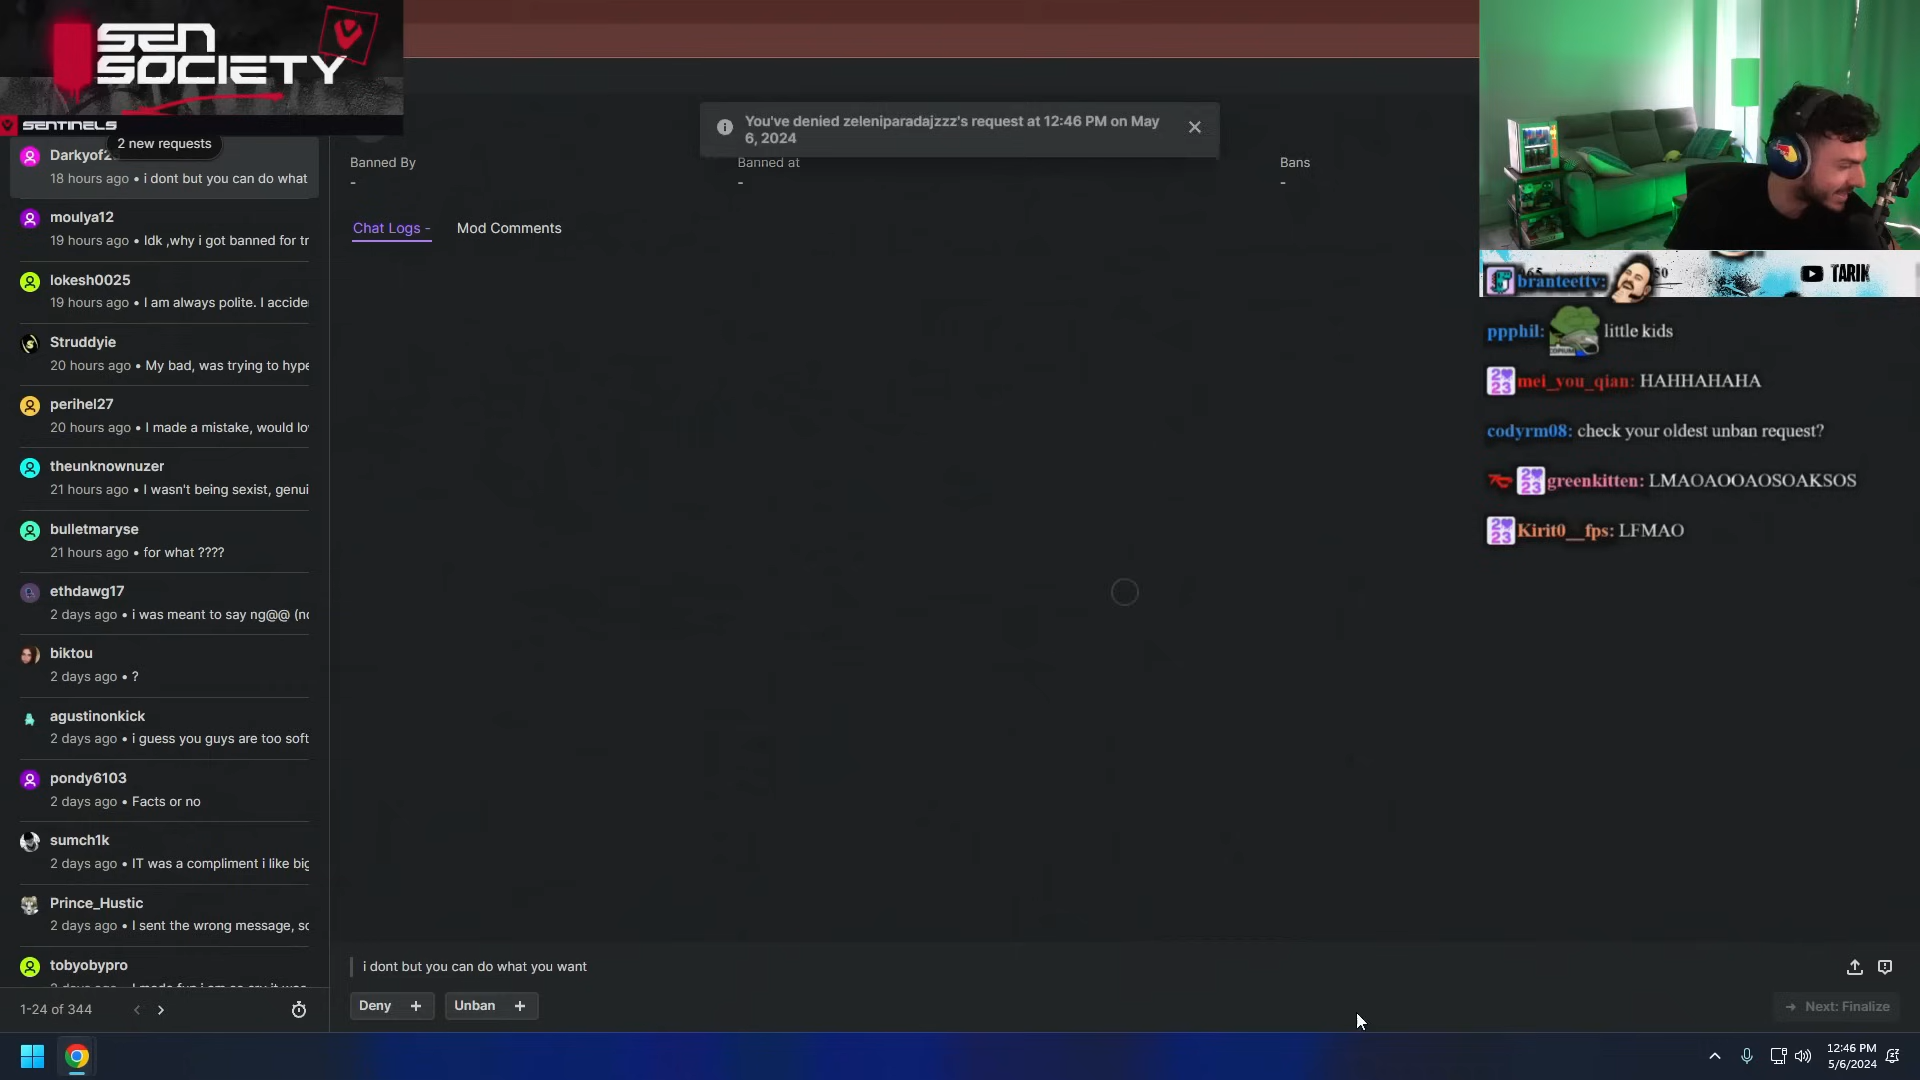 SEN
SOCIETY
SENTINELS
2 new requests
Darkyof2
18 hours ago • i dont but you can do what
moulya12
19 hours ago • Idk ,why i got banned for tr
lokesh0025
19 hours ago • I am always polite. I accide
Struddyie
20 hours ago • My bad, was trying to hype
perihel27
20 hours ago • I made a mistake, would lo
theunknownuzer
21 hours ago • I wasn't being sexist, genui
bulletmaryse
21 hours ago • for what ????
ethdawg17
2 days ago • i was meant to say ng@@ (no
biktou
2 days ago • ?
agustinonkick
2 days ago • i guess you guys are too soft
pondy6103
2 days ago • Facts or no
sumch1k
2 days ago • IT was a compliment i like big
Prince_Hustic
2 days ago • I sent the wrong message, so
tobyobypro
1-24 of 344
You've denied zeleniparadajzzz's request at 12:46 PM on May
6, 2024
Banned By
-
Banned at
-
Bans
-
Chat Logs -
Mod Comments
i dont but you can do what you want
Deny +
Unban +
Next: Finalize
TARIK
branteettv:
ppphil: little kids
mei_you_qian: HAHHAHAHA
codyrm08: check your oldest unban request?
greenkitten: LMAOAOOAOSOAKSOS
Kirit0__fps: LFMAO
12:46 PM
5/6/2024